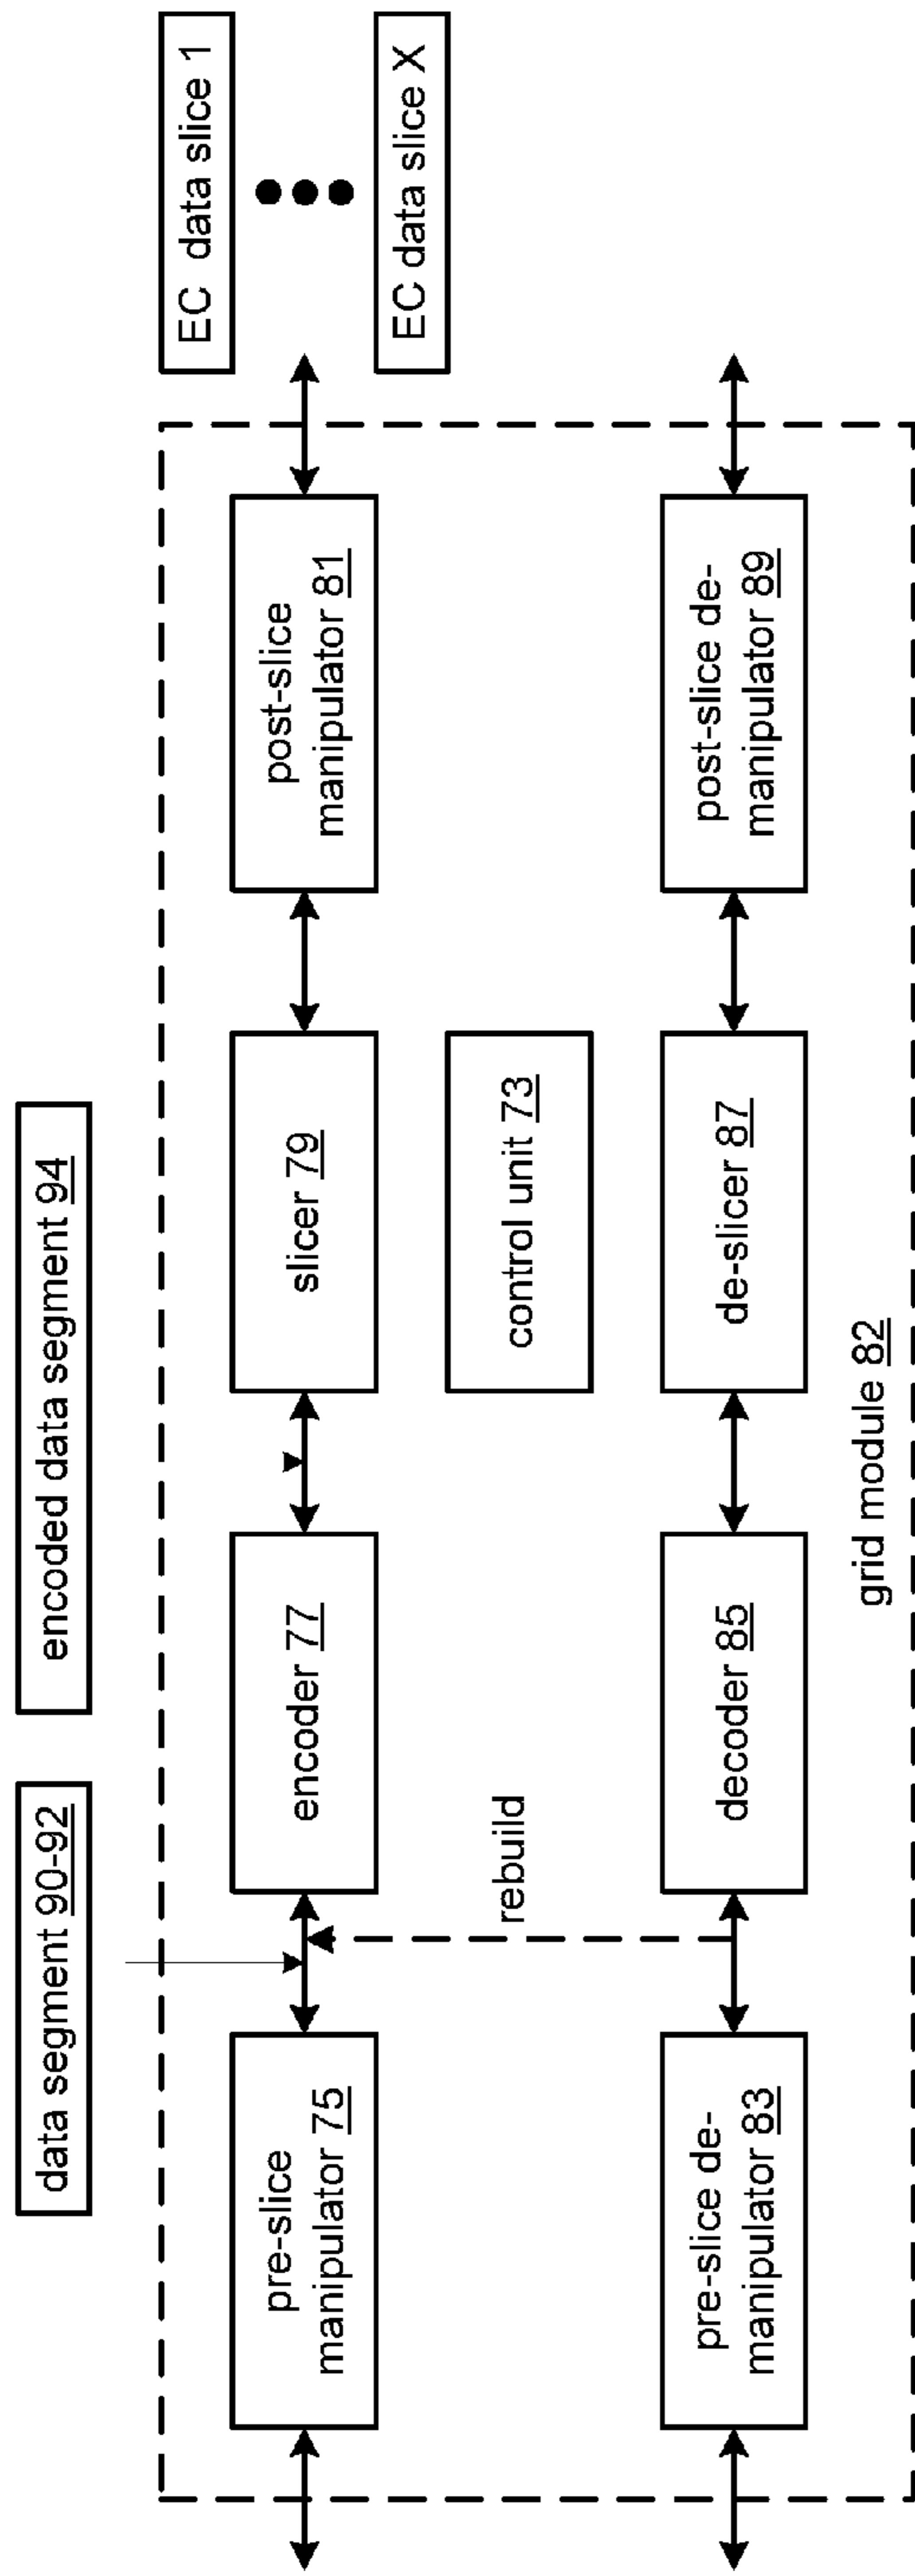 data segment 90-92
encoded data segment 94
EC data slice 1
EC data slice X
pre-slice
manipulator 75
encoder 77
slicer 79
post-slice
manipulator 81
rebuild
control unit 73
pre-slice de-
manipulator 83
decoder 85
de-slicer 87
post-slice de-
manipulator 89
grid module 82